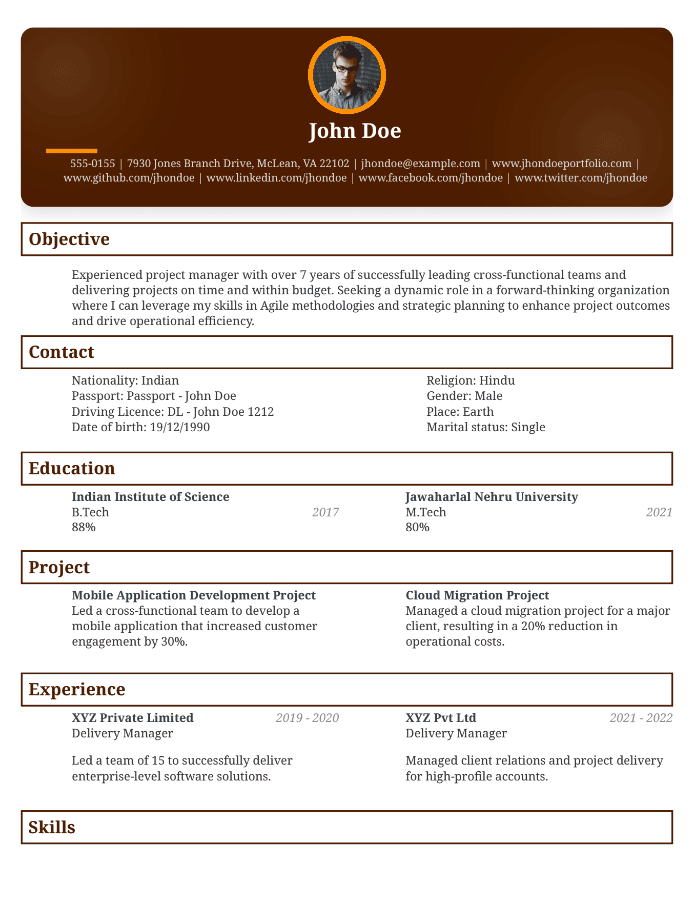 John Doe
555-0155 | 7930 Jones Branch Drive, McLean, VA 22102 | jhondoe@example.com | www.jhondoeportfolio.com |
www.github.com/jhondoe | www.linkedin.com/jhondoe | www.facebook.com/jhondoe | www.twitter.com/jhondoe
Objective
Experienced project manager with over 7 years of successfully leading cross-functional teams and
delivering projects on time and within budget. Seeking a dynamic role in a forward-thinking organization
where I can leverage my skills in Agile methodologies and strategic planning to enhance project outcomes
and drive operational efficiency.
Contact
Nationality: Indian
Passport: Passport - John Doe
Driving Licence: DL - John Doe 1212
Date of birth: 19/12/1990
Religion: Hindu
Gender: Male
Place: Earth
Marital status: Single
Education
Indian Institute of Science
B.Tech 2017
88%
Jawaharlal Nehru University
M.Tech 2021
80%
Project
Mobile Application Development Project
Led a cross-functional team to develop a
mobile application that increased customer
engagement by 30%.
Cloud Migration Project
Managed a cloud migration project for a major
client, resulting in a 20% reduction in
operational costs.
Experience
XYZ Private Limited 2019 - 2020
Delivery Manager
Led a team of 15 to successfully deliver
enterprise-level software solutions.
XYZ Pvt Ltd 2021 - 2022
Delivery Manager
Managed client relations and project delivery
for high-profile accounts.
Skills